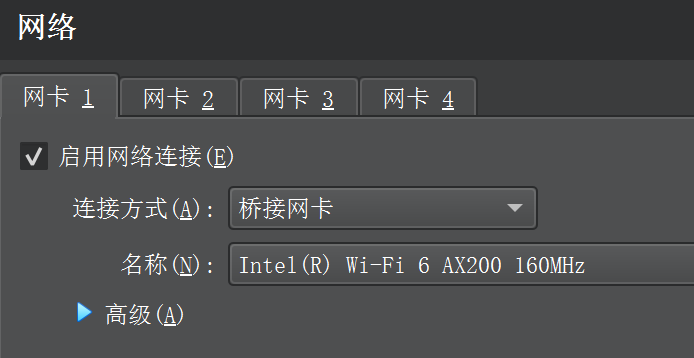 网络
网卡 1 网卡 2 网卡 3 网卡 4
启用网络连接(E)
连接方式(A): 桥接网卡
名称(N): Intel(R) Wi-Fi 6 AX200 160MHz
高级(A)